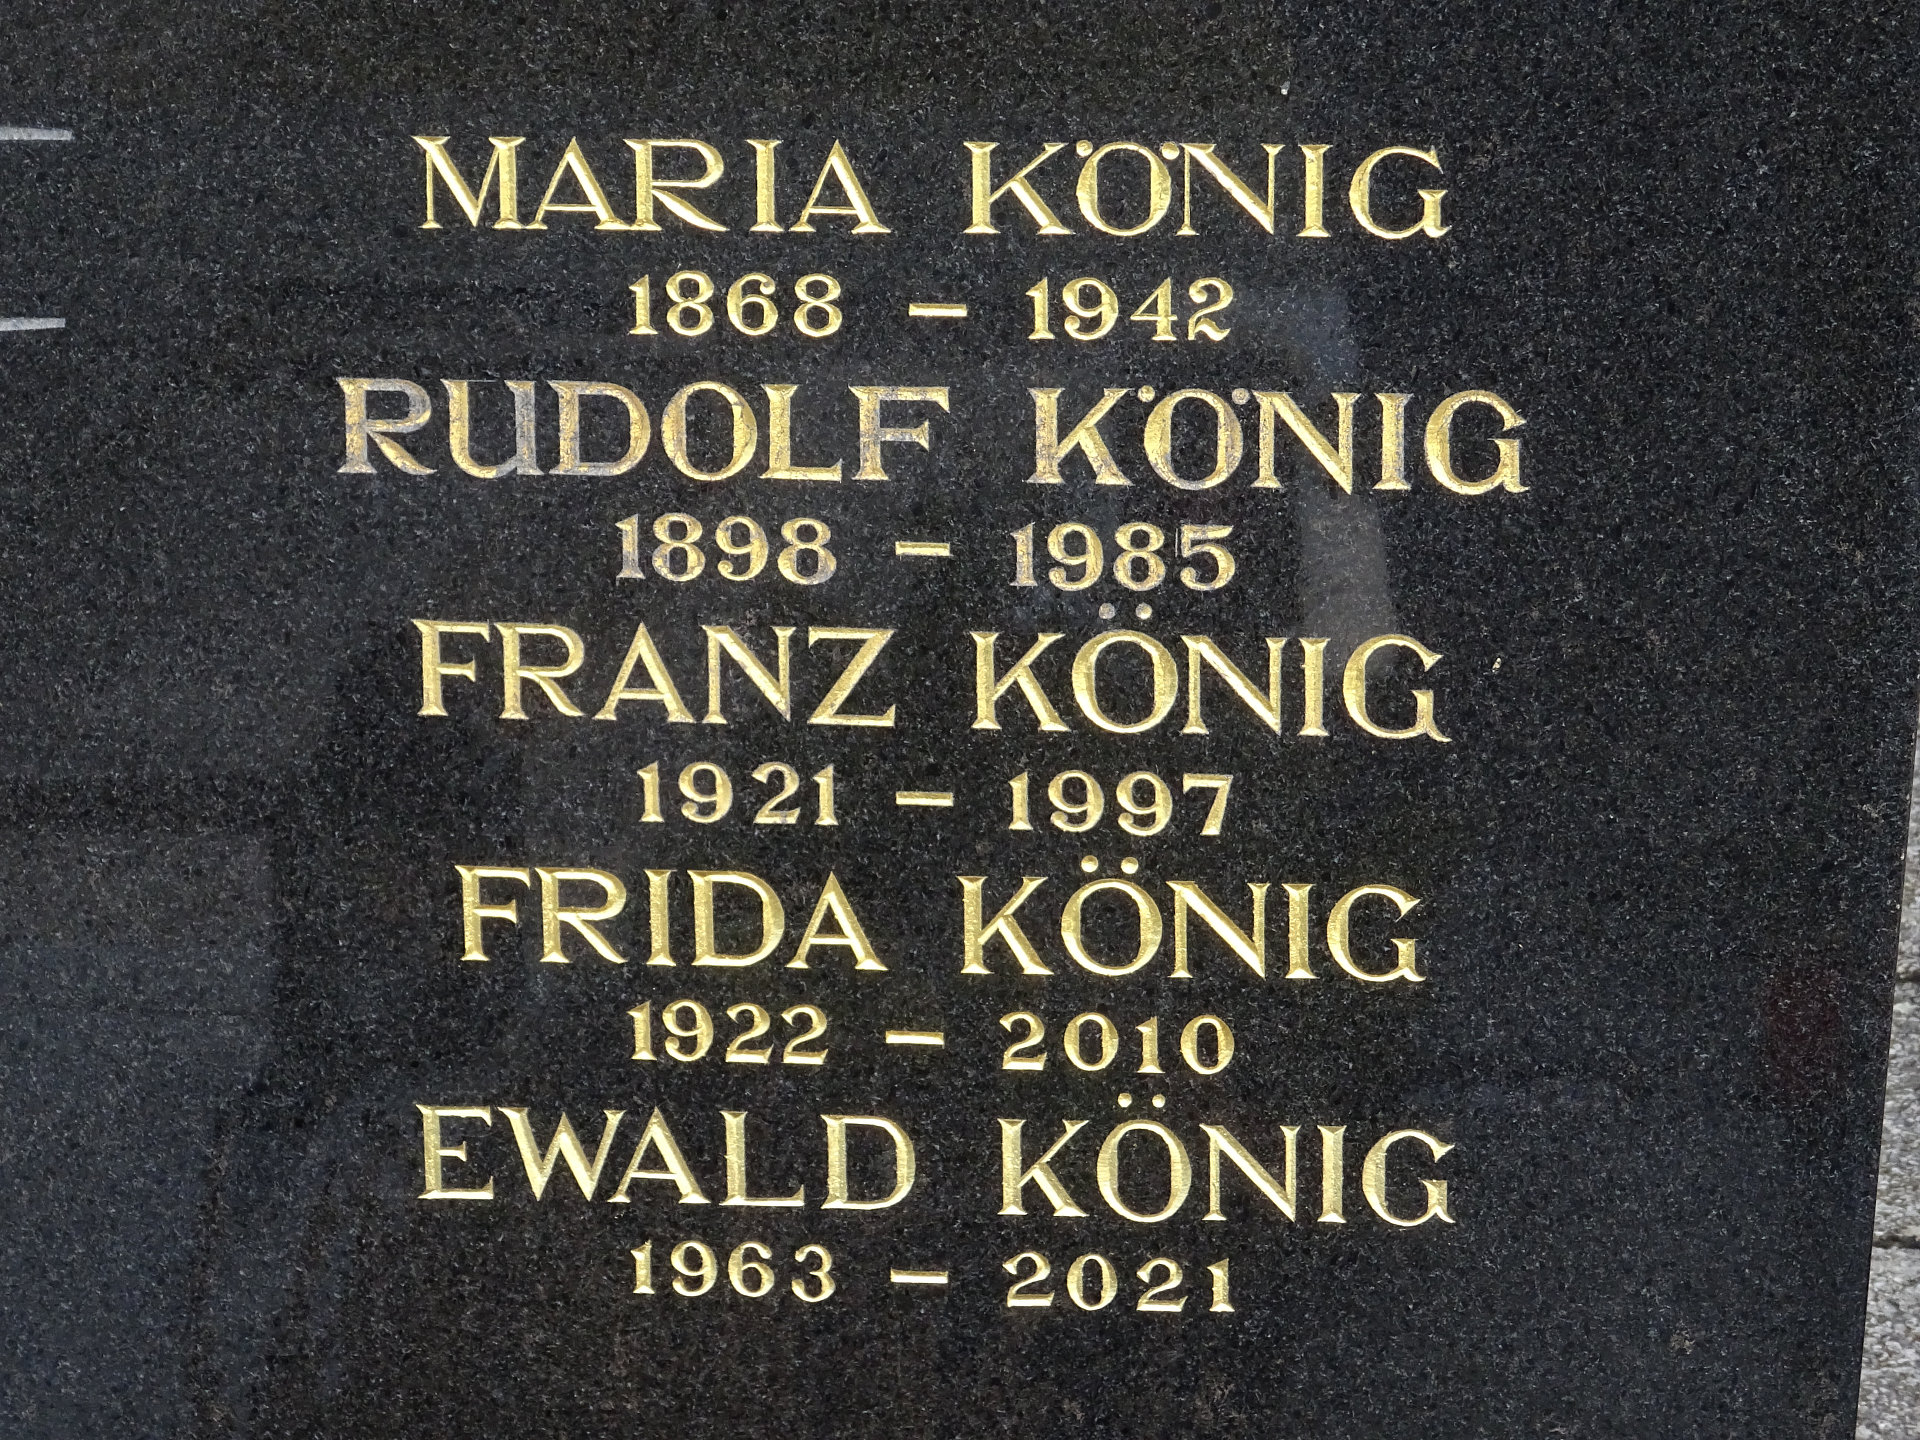 MARIA KÖNIG
1868 – 1942
RUDOLF KÖNIG
1898 – 1985
FRANZ KÖNIG
1921 – 1997
FRIDA KÖNIG
1922 – 2010
EWALD KÖNIG
1963 – 2021